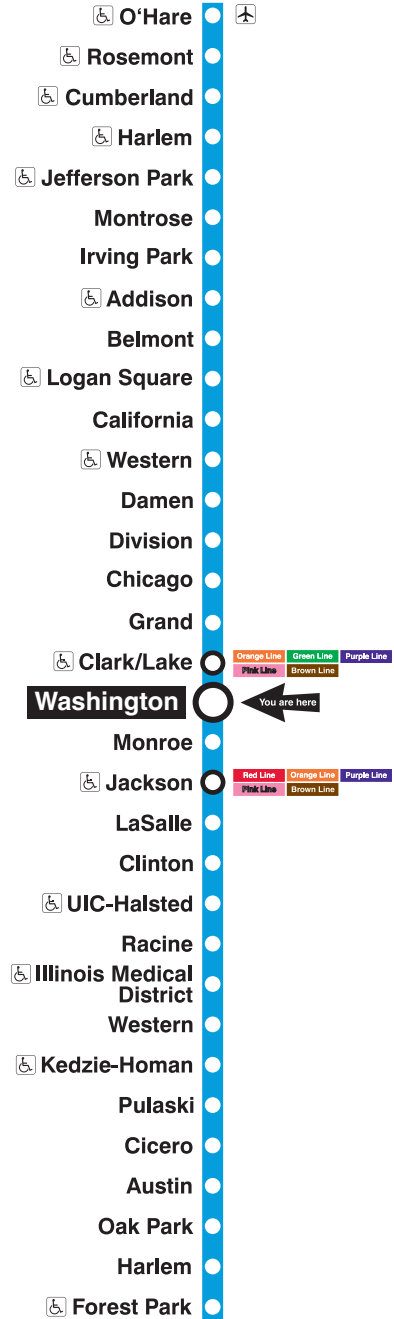 O‘Hare
Rosemont
Cumberland
Harlem
Jefferson Park
Montrose
Irving Park
Addison
Belmont
Logan Square
California
Western
Damen
Division
Chicago
Grand
Clark/Lake
Orange Line Green Line Purple Line
Pink Line Brown Line
Washington
You are here
Monroe
Jackson
Red Line Orange Line Purple Line
Pink Line Brown Line
LaSalle
Clinton
UIC-Halsted
Racine
Illinois Medical
District
Western
Kedzie-Homan
Pulaski
Cicero
Austin
Oak Park
Harlem
Forest Park